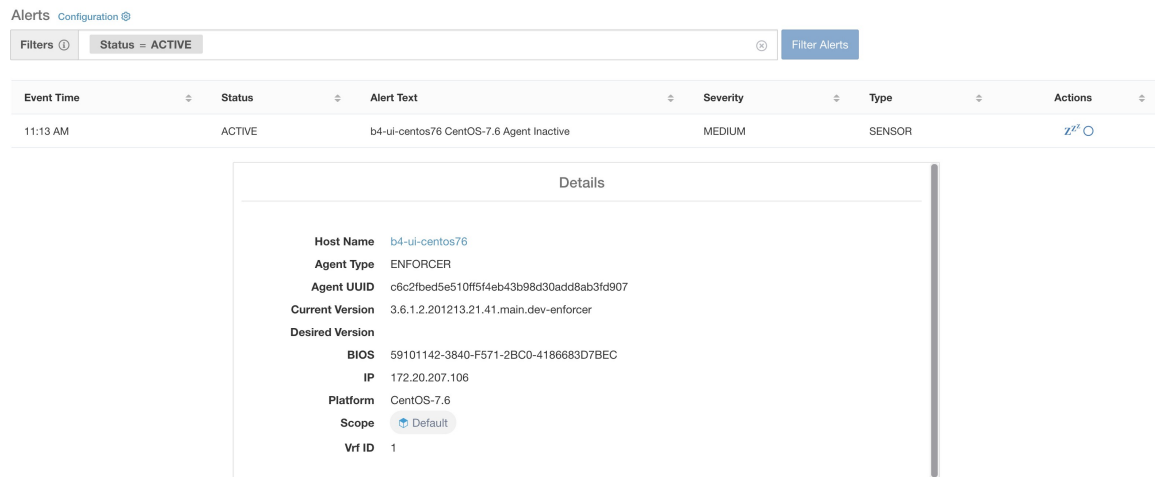 Alerts Configuration
Filters Status = ACTIVE Filter Alerts
Event Time Status Alert Text Severity Type Actions
11:13 AM ACTIVE b4-ui-centos76 CentOS-7.6 Agent Inactive MEDIUM SENSOR zzz
Details
Host Name b4-ui-centos76
Agent Type ENFORCER
Agent UUID c6c2fbed5e510ff5f4eb43b98d30add8ab3fd907
Current Version 3.6.1.2.201213.21.41.main.dev-enforcer
Desired Version
BIOS 59101142-3840-F571-2BC0-4186683D7BEC
IP 172.20.207.106
Platform CentOS-7.6
Scope Default
Vrf ID 1